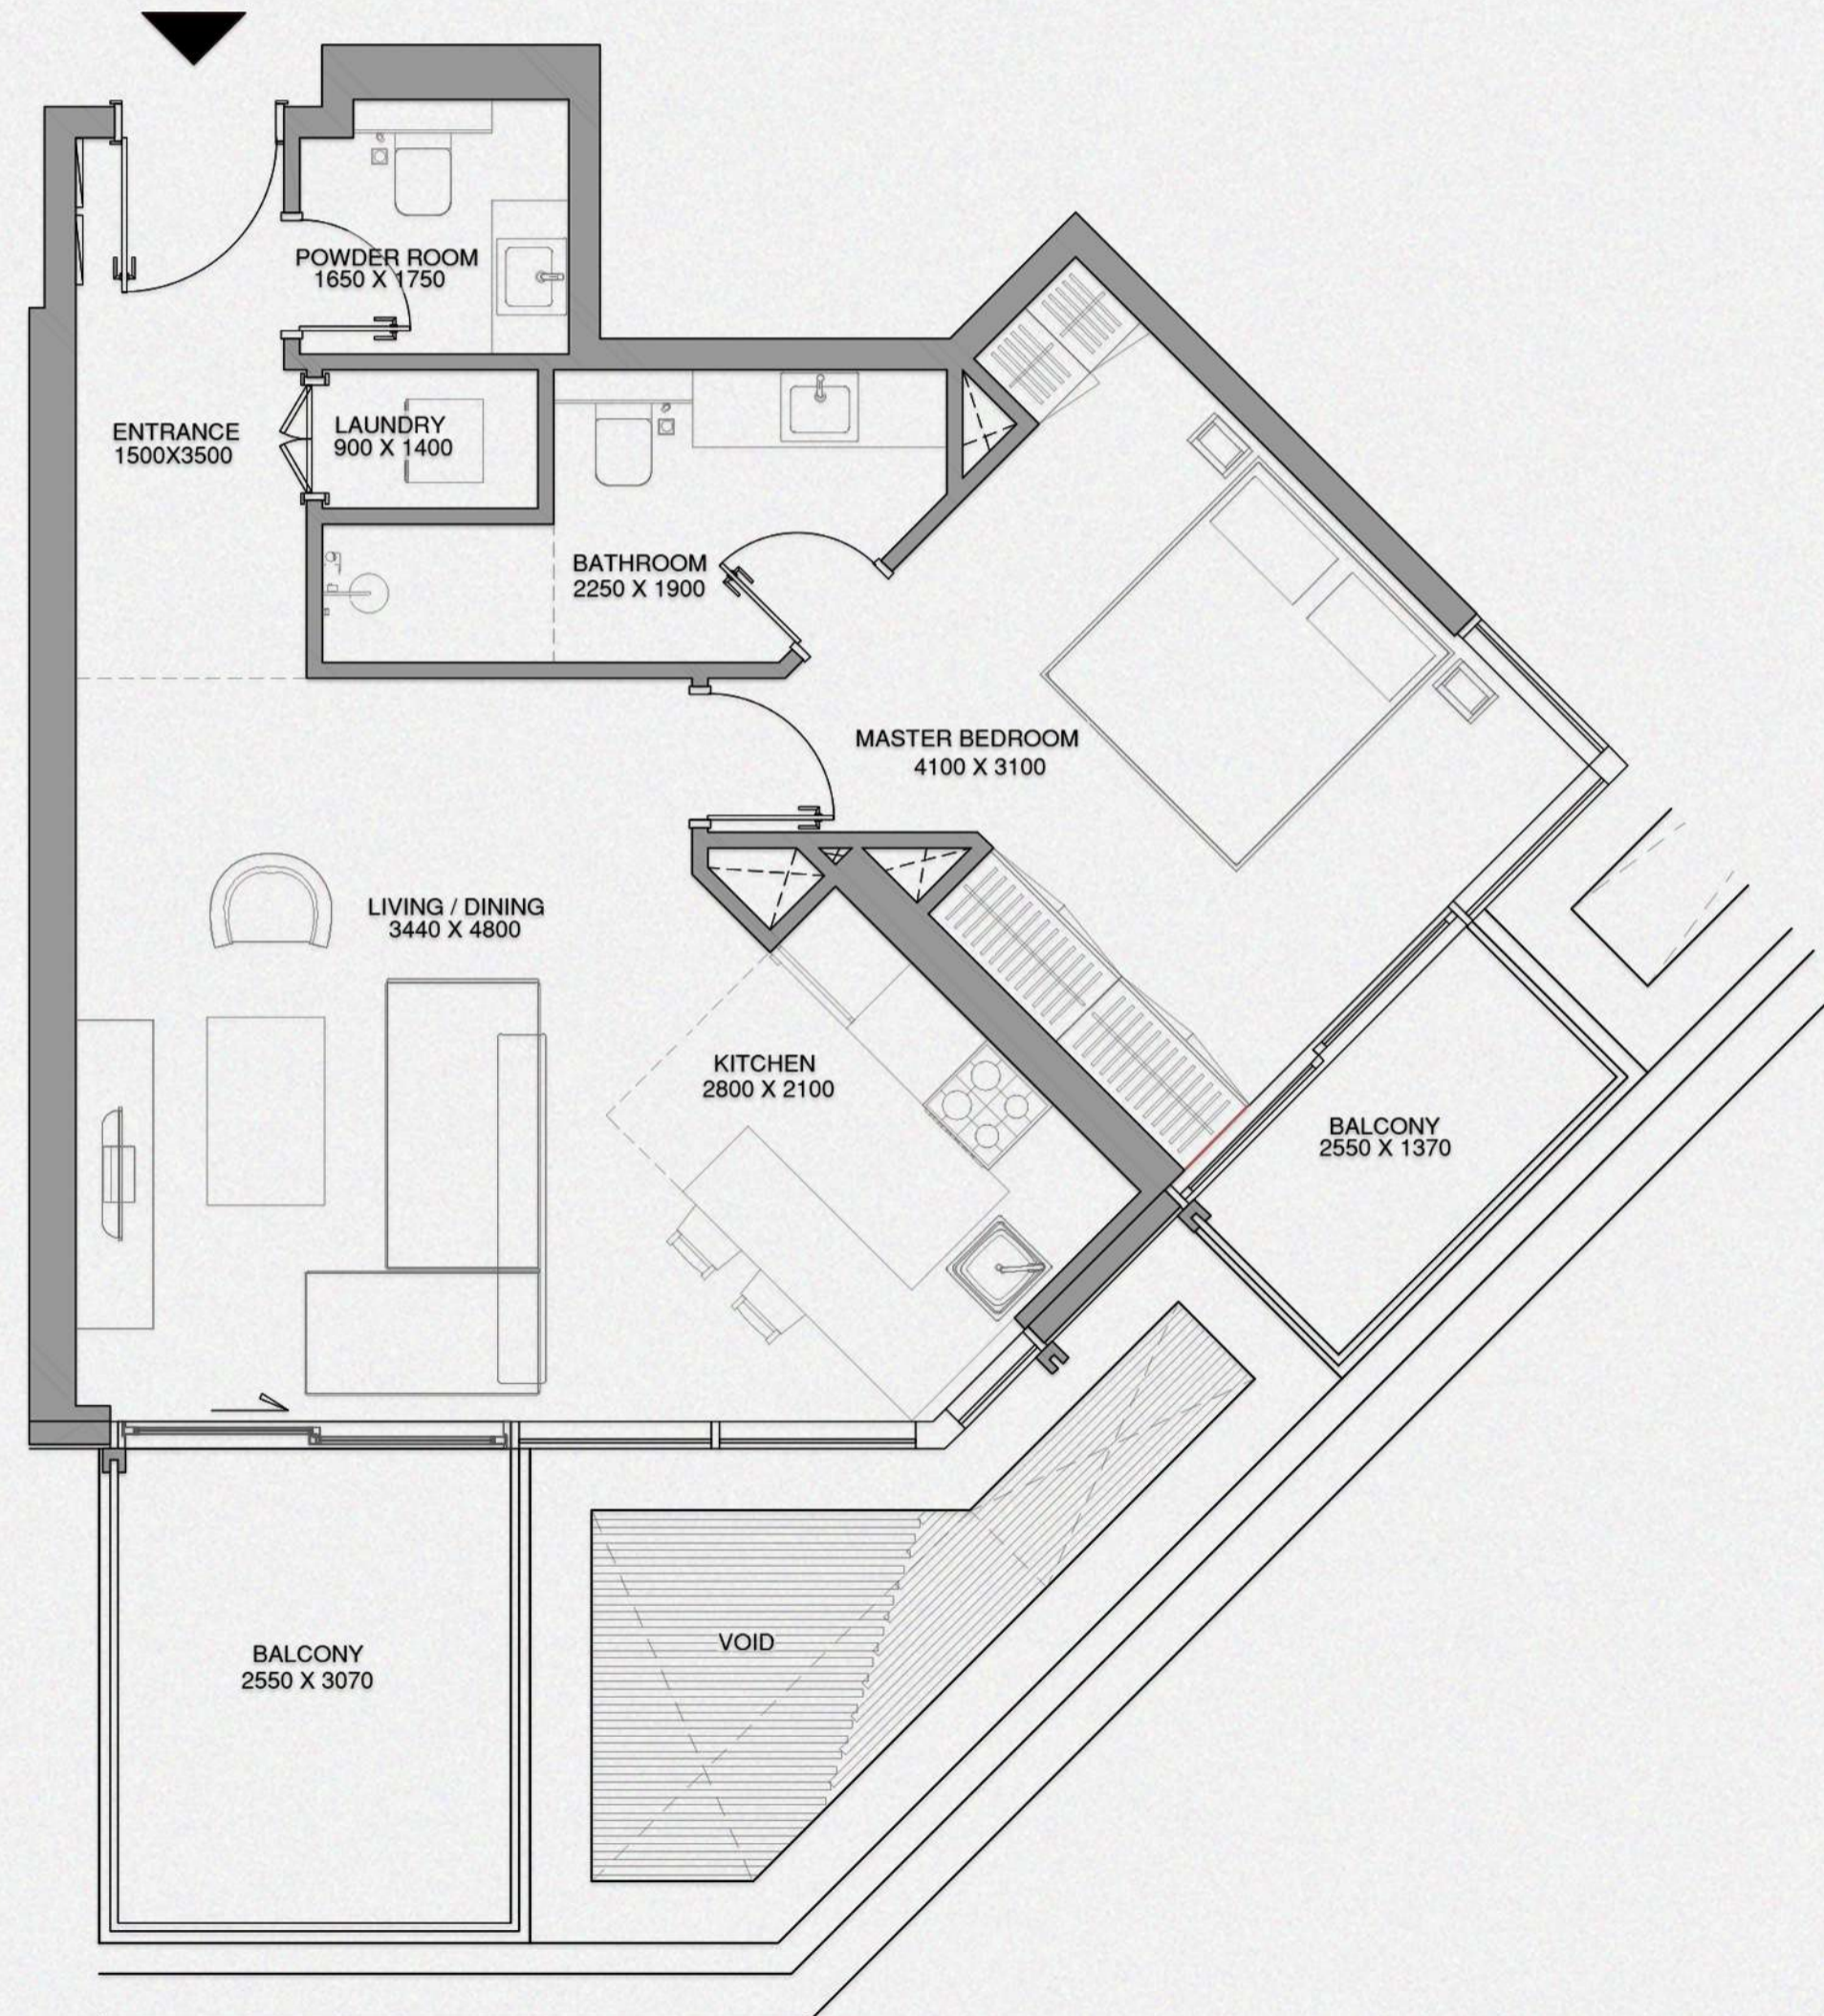 POWDER ROOM
1650 X 1750
ENTRANCE
1500X3500
LAUNDRY
900 X 1400
BATHROOM
2250 X 1900
MASTER BEDROOM
4100 X 3100
LIVING / DINING
3440 X 4800
KITCHEN
2800 X 2100
BALCONY
2550 X 1370
VOID
BALCONY
2550 X 3070